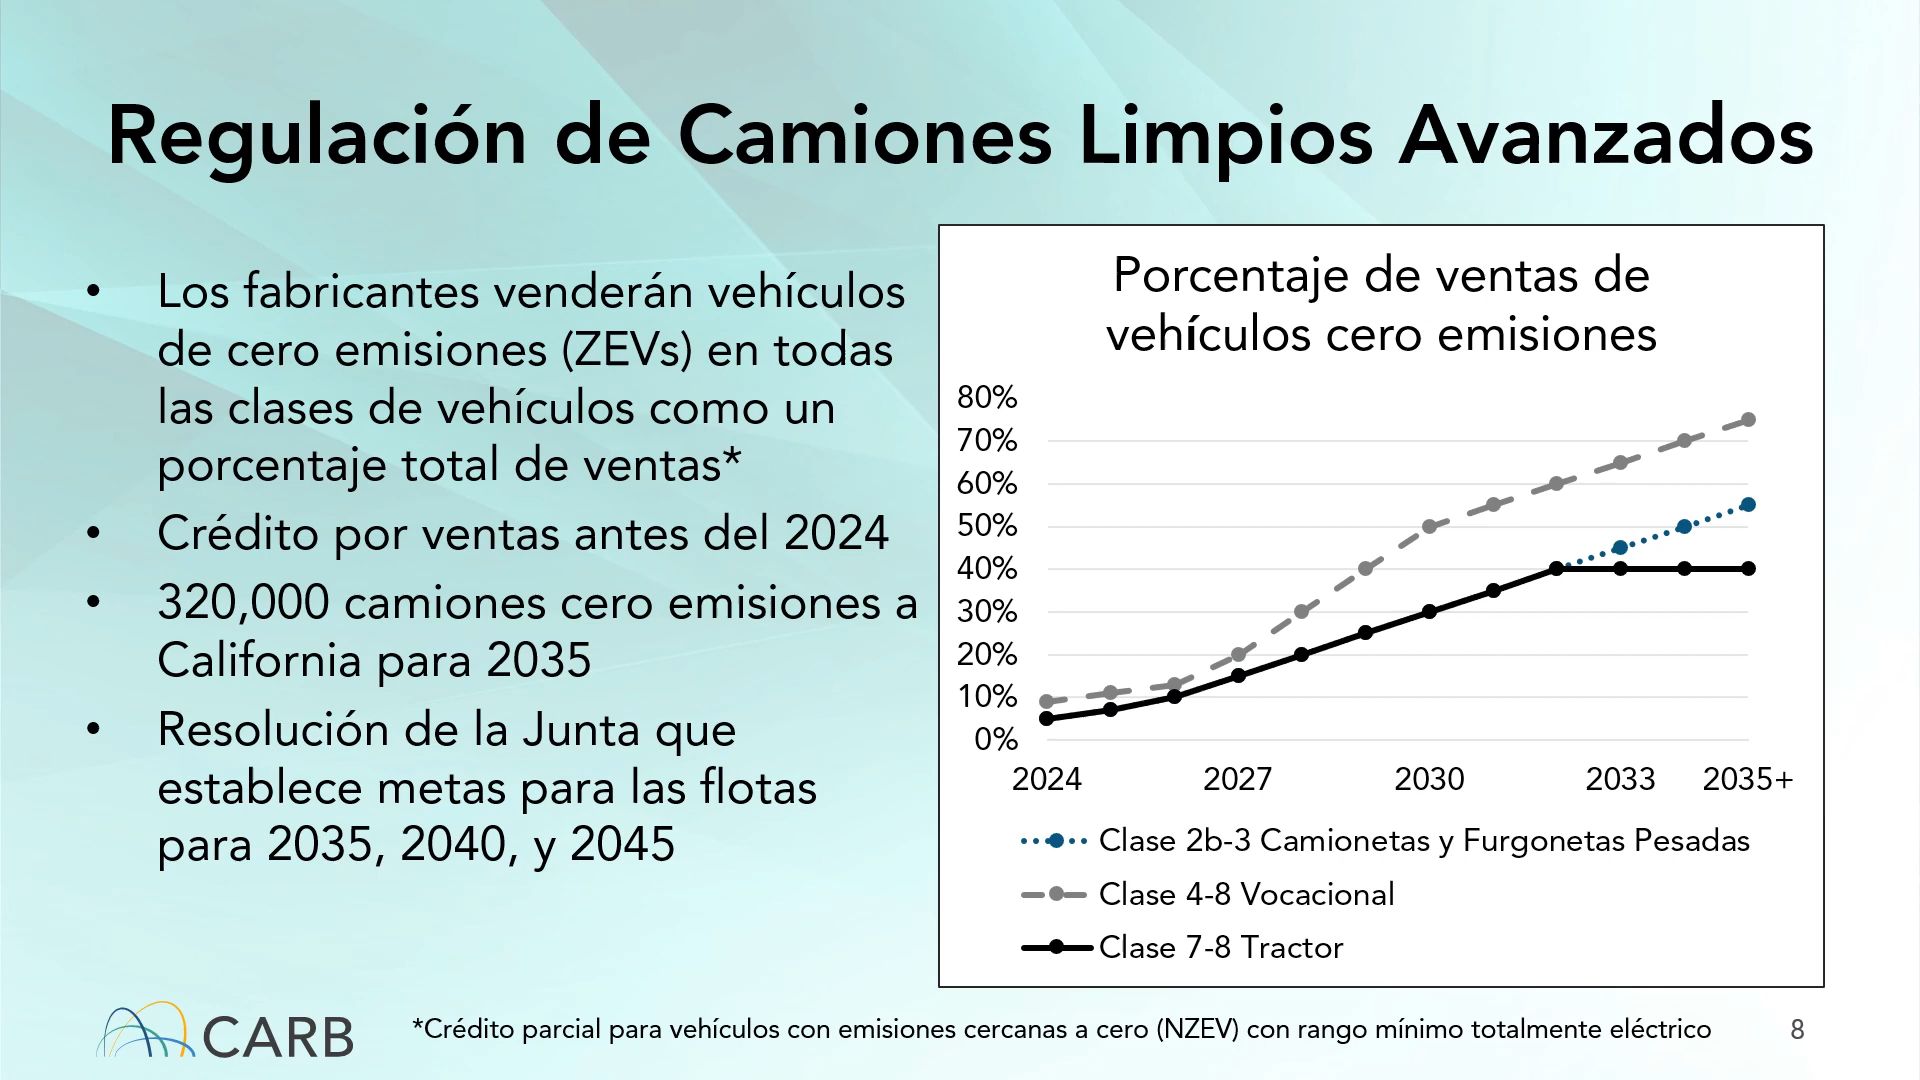 Regulación de Camiones Limpios Avanzados
• Los fabricantes venderán vehículos
de cero emisiones (ZEVs) en todas
las clases de vehículos como un
porcentaje total de ventas*
• Crédito por ventas antes del 2024
• 320,000 camiones cero emisiones a
California para 2035
• Resolución de la Junta que
establece metas para las flotas
para 2035, 2040, y 2045
Porcentaje de ventas de
vehículos cero emisiones
80%
70%
60%
50%
40%
30%
20%
10%
0%
2024 2027 2030 2033 2035+
Clase 2b-3 Camionetas y Furgonetas Pesadas
Clase 4-8 Vocacional
Clase 7-8 Tractor
CARB
*Crédito parcial para vehículos con emisiones cercanas a cero (NZEV) con rango mínimo totalmente eléctrico
8